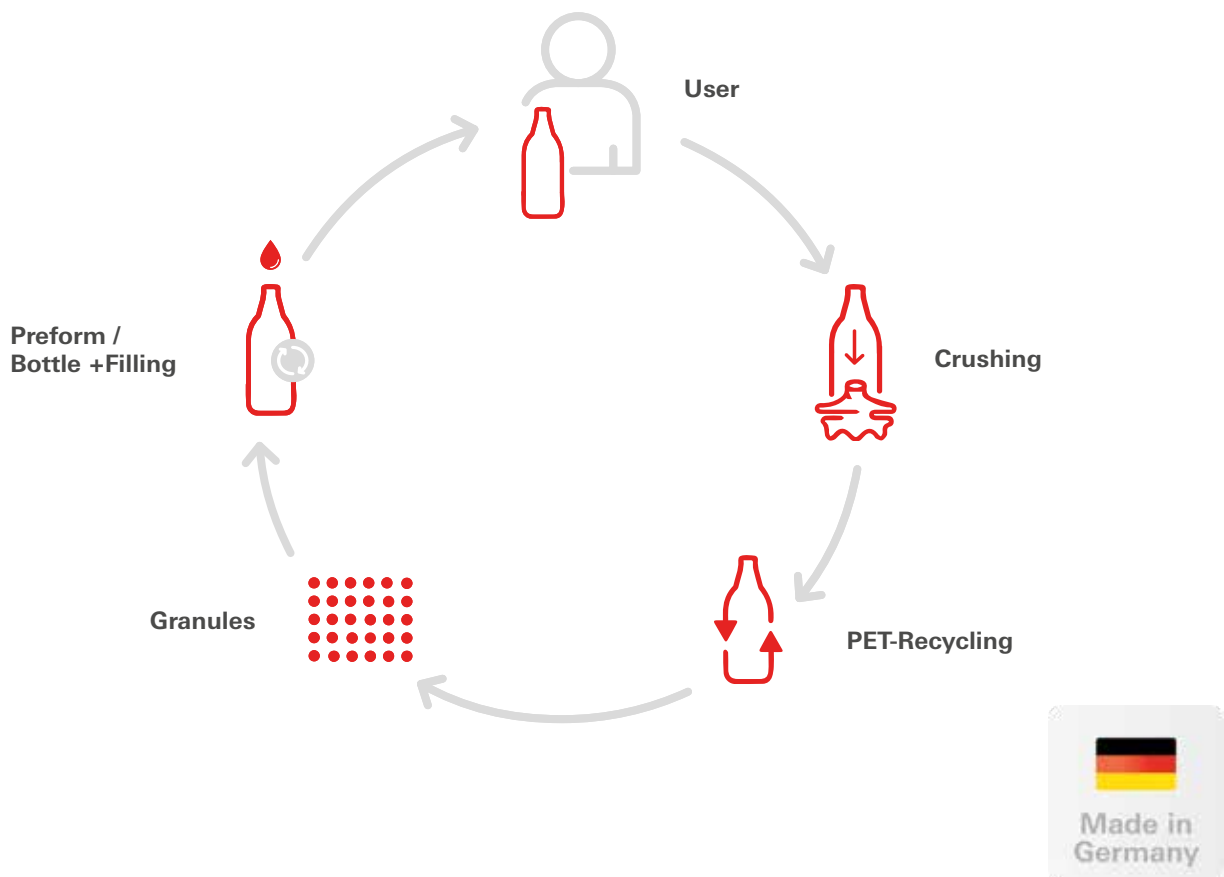 User
Crushing
PET-Recycling
Granules
Preform /
Bottle +Filling
Made in
Germany